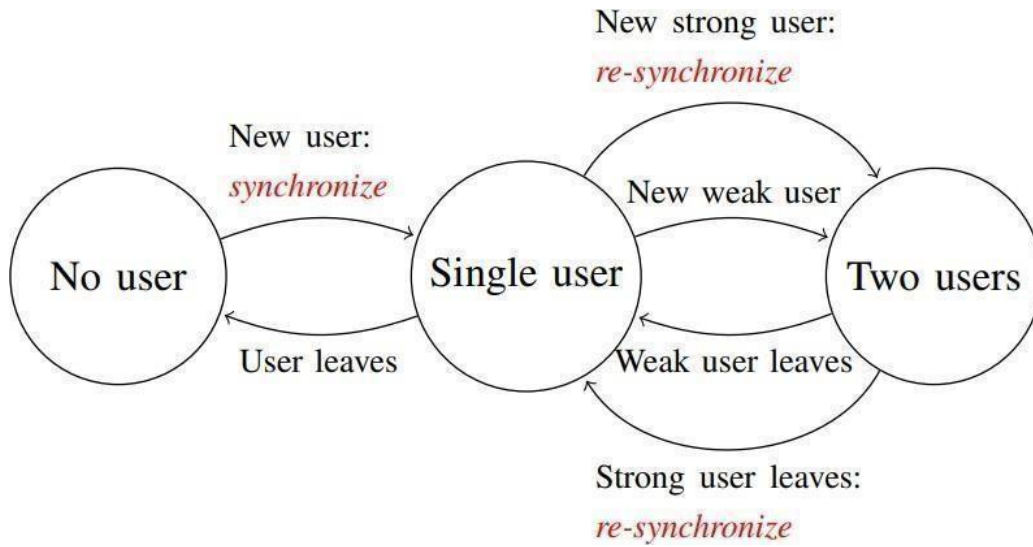 New strong user:
re-synchronize
New user:
synchronize
New weak user
No user
Single user
Two users
User leaves
Weak user leaves
Strong user leaves:
re-synchronize